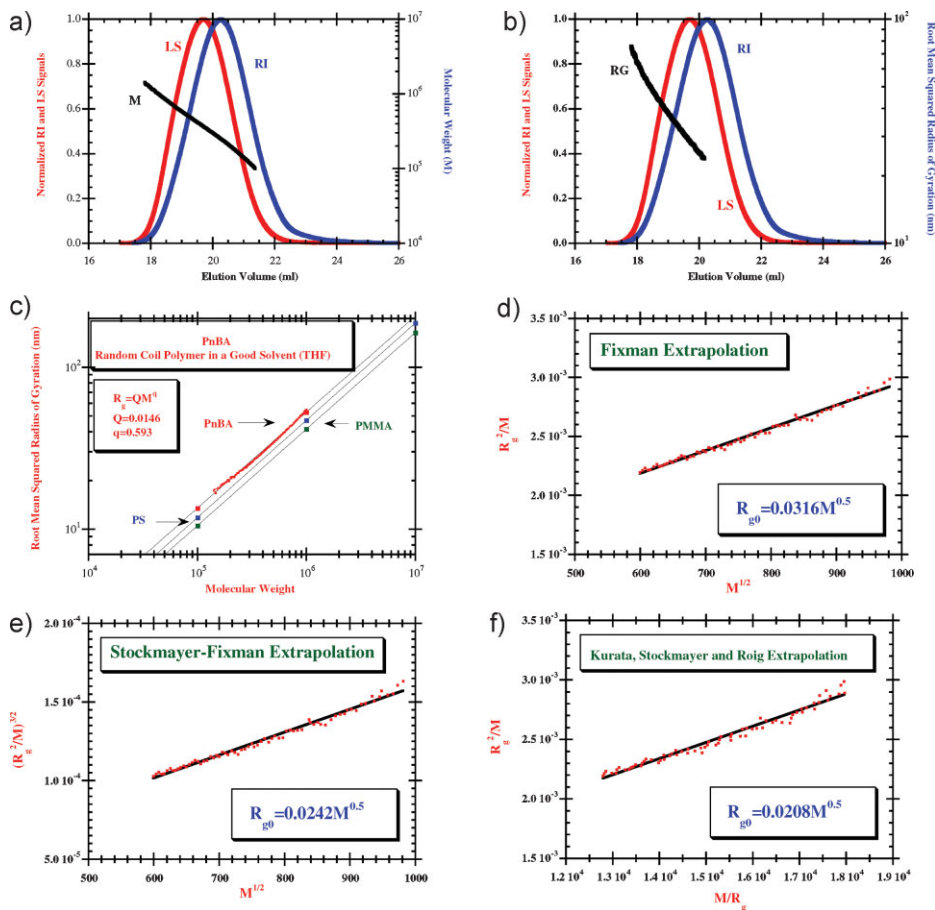 a)
Normalized RI and LS Signals
1.0
0.8
0.6
0.4
0.2
0.0
LS
RI
M
10^7
10^6
10^5
10^4
Molecular Weight (M)
16 18 20 22 24 26
Elution Volume (ml)
b)
Normalized RI and LS Signals
1.0
0.8
0.6
0.4
0.2
0.0
RG
RI
LS
10^2
10^1
Root Mean Squared Radius of Gyration (nm)
16 18 20 22 24 26
Elution Volume (ml)
c)
Root Mean Squared Radius of Gyration (nm)
10^2
10^1
PnBA
Random Coil Polymer in a Good Solvent (THF)
R_g=QM^q
Q=0.0146
q=0.593
PnBA
PMMA
PS
10^4 10^5 10^6 10^7
Molecular Weight
d)
R_g^2/M
3.5 10^-3
3.0 10^-3
2.5 10^-3
2.0 10^-3
1.5 10^-3
Fixman Extrapolation
R_g0=0.0316M^0.5
500 600 700 800 900 1000
M^1/2
e)
(R_g^2/M)^3/2
2.0 10^-4
1.5 10^-4
1.0 10^-4
5.0 10^-5
Stockmayer-Fixman Extrapolation
R_g0=0.0242M^0.5
500 600 700 800 900 1000
M^1/2
f)
R_g^2/M
3.5 10^-3
3.0 10^-3
2.5 10^-3
2.0 10^-3
1.5 10^-3
Kurata, Stockmayer and Roig Extrapolation
R_g0=0.0208M^0.5
1.2 10^4 1.3 10^4 1.4 10^4 1.5 10^4 1.6 10^4 1.7 10^4 1.8 10^4 1.9 10^4
M/R_g